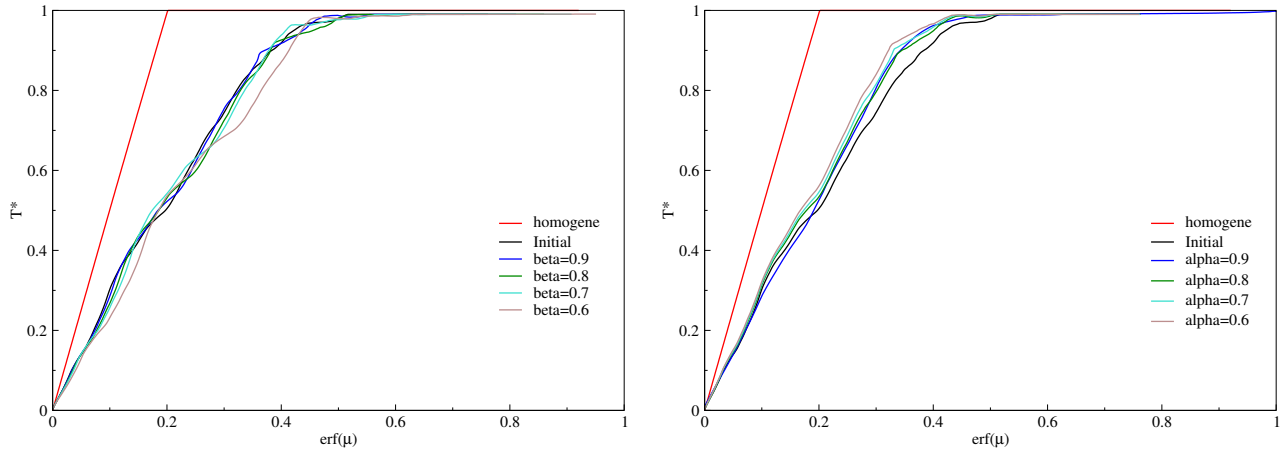 1
0.8
0.6
0.4
0.2
0
T*
0 0.2 0.4 0.6 0.8 1
erf(μ)
homogene
Initial
beta=0.9
beta=0.8
beta=0.7
beta=0.6
1
0.8
0.6
0.4
0.2
0
T*
0 0.2 0.4 0.6 0.8 1
erf(μ)
homogene
Initial
alpha=0.9
alpha=0.8
alpha=0.7
alpha=0.6